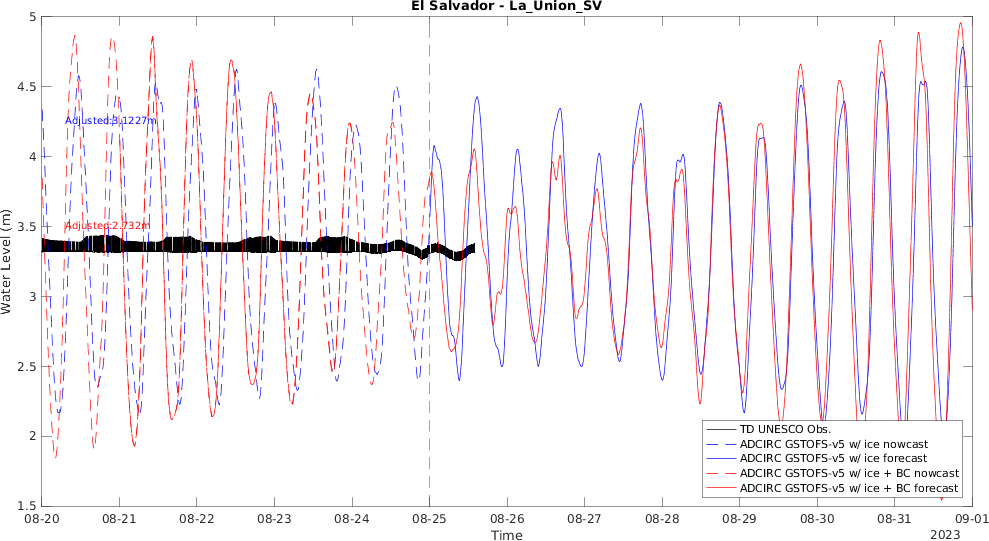 El Salvador - La_Union_SV
5
4.5
4
3.5
3
2.5
2
1.5
Water Level (m)
Adjusted:3.1227m
Adjusted:2.732m
TD UNESCO Obs.
ADCIRC GSTOFS-v5 w/ ice nowcast
ADCIRC GSTOFS-v5 w/ ice forecast
ADCIRC GSTOFS-v5 w/ ice + BC nowcast
ADCIRC GSTOFS-v5 w/ ice + BC forecast
08-20 08-21 08-22 08-23 08-24 08-25 08-26 08-27 08-28 08-29 08-30 08-31 09-01
Time
2023